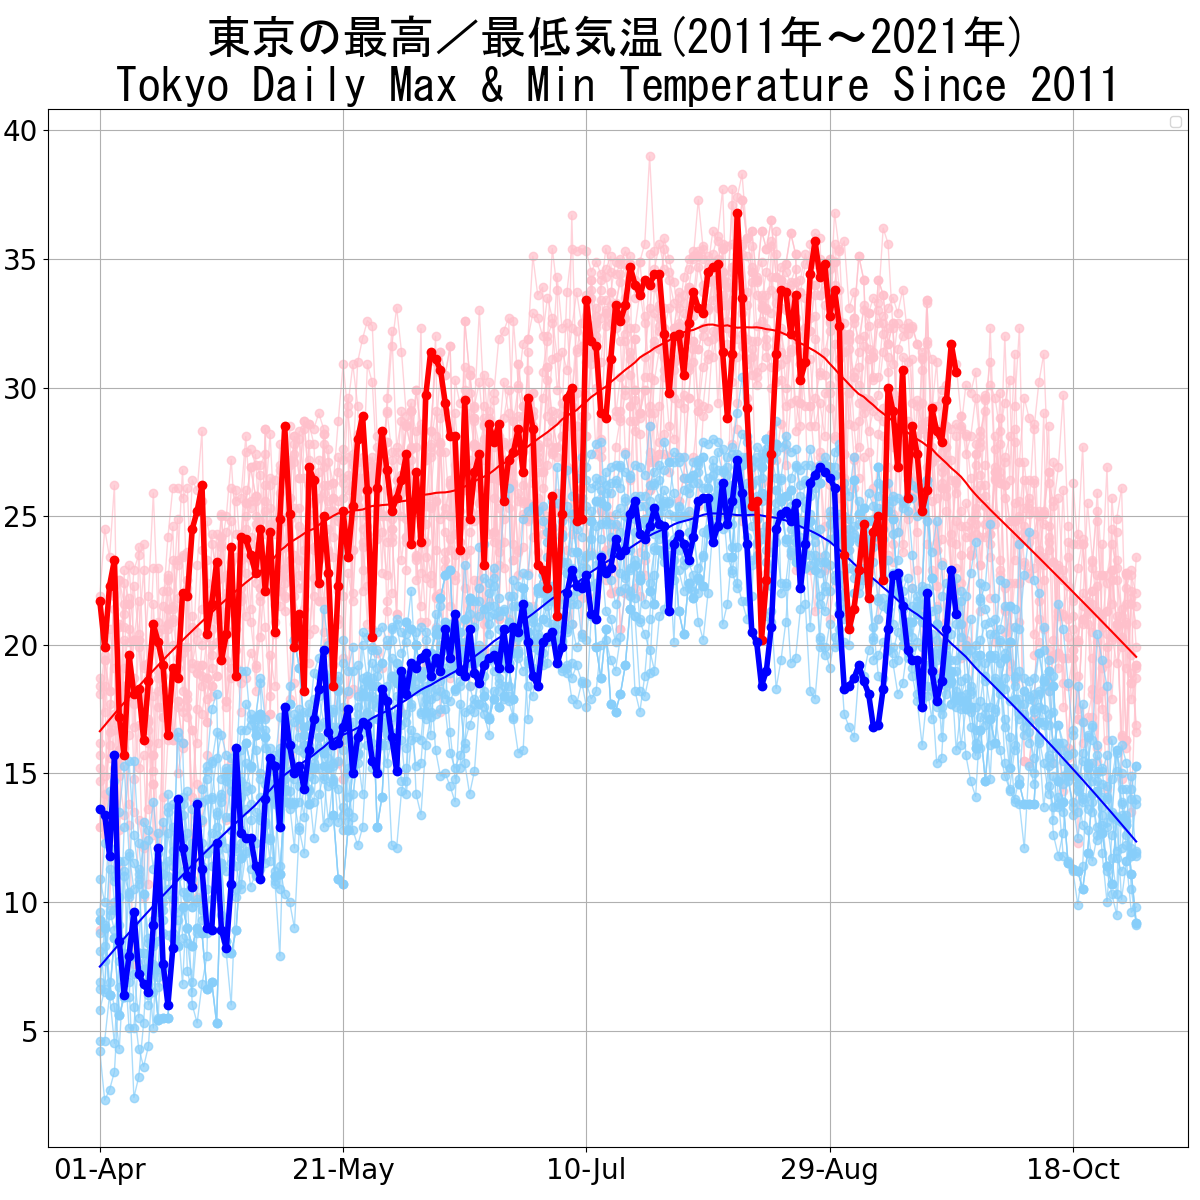 東京の最高／最低気温(2011年～2021年)
Tokyo Daily Max & Min Temperature Since 2011
40
35
30
25
20
15
10
5
01-Apr 21-May 10-Jul 29-Aug 18-Oct